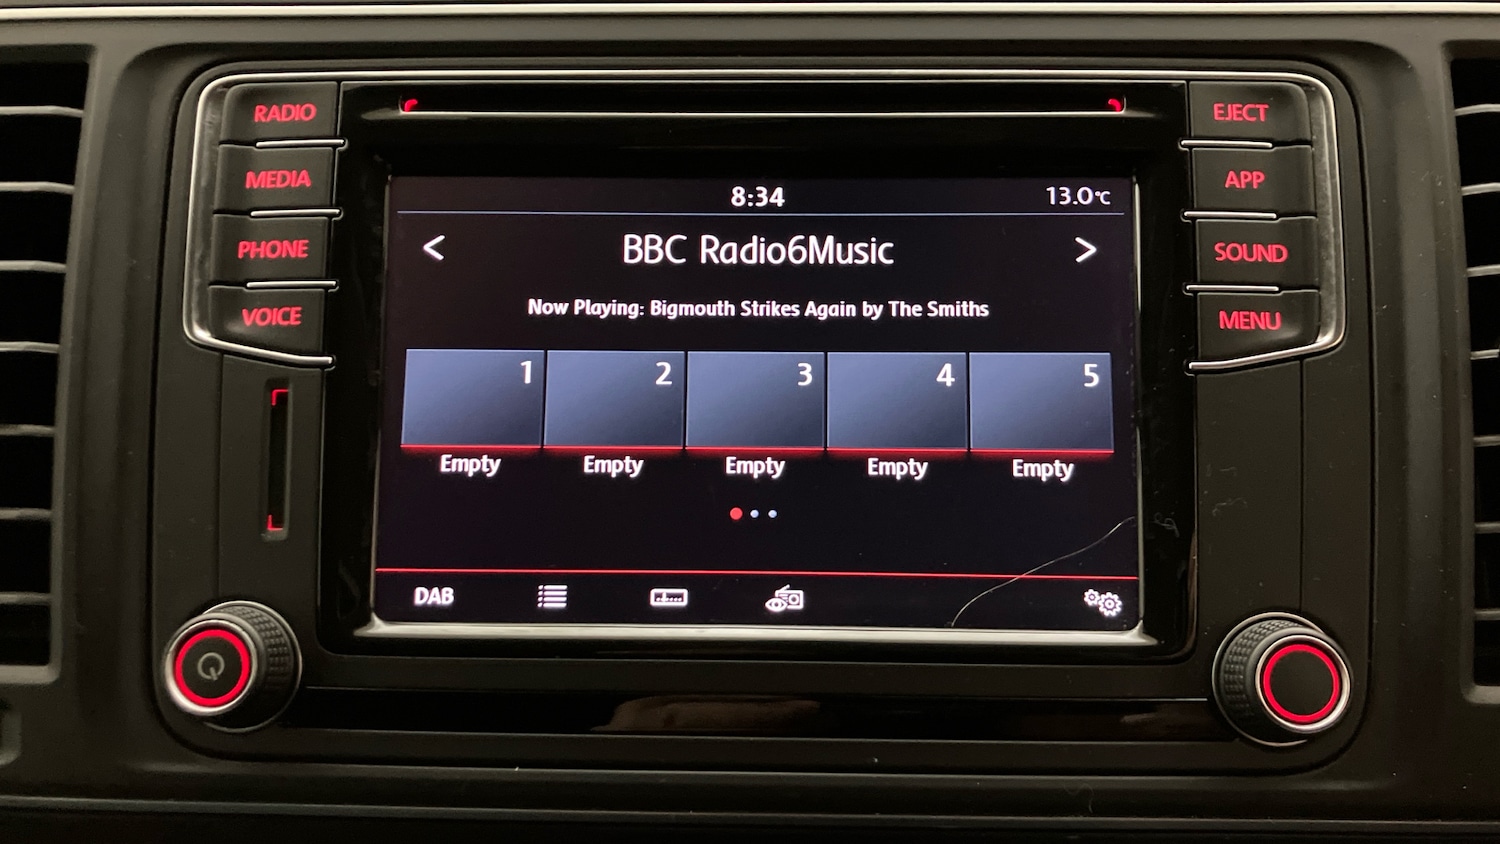 RADIO
MEDIA
PHONE
VOICE
8:34
13.0°C
< BBC Radio6Music >
Now Playing: Bigmouth Strikes Again by The Smiths
1
2
3
4
5
Empty
Empty
Empty
Empty
Empty
DAB
EJECT
APP
SOUND
MENU